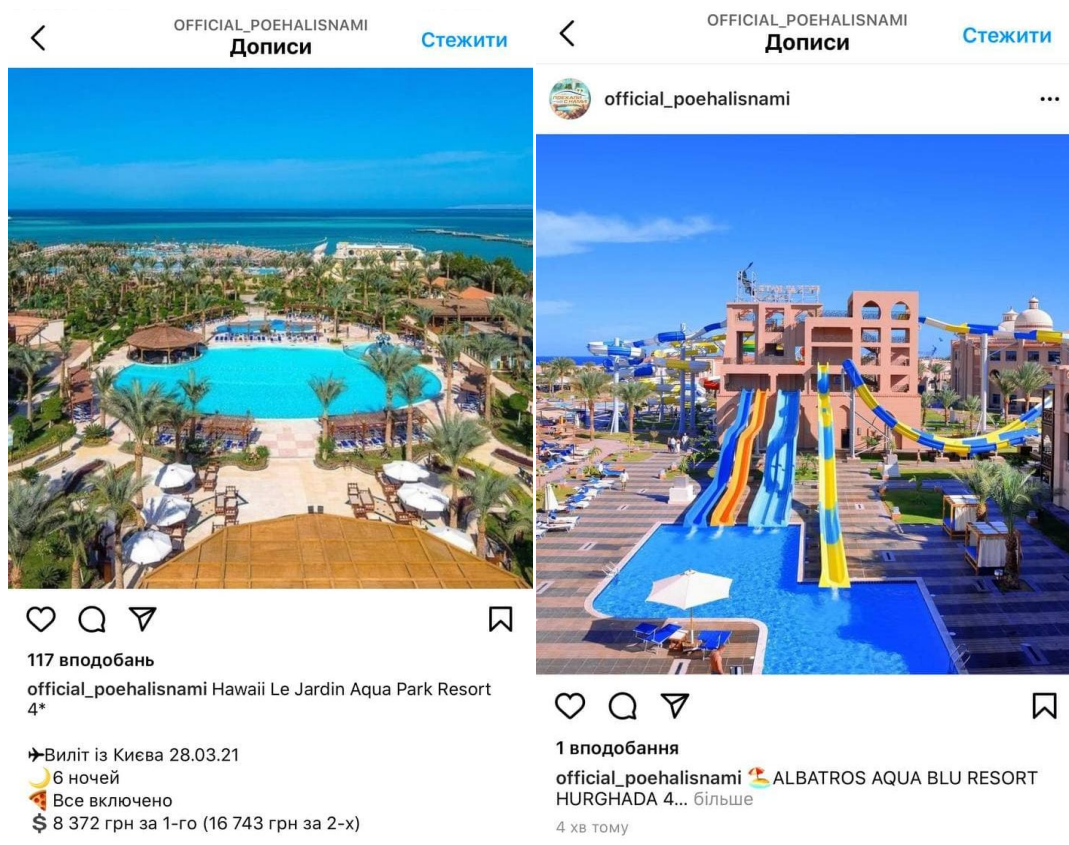 OFFICIAL_POEHALISNAMI
Дописи
Стежити
117 вподобань
official_poehalisnami Hawaii Le Jardin Aqua Park Resort
4*
✈Виліт із Києва 28.03.21
🌙6 ночей
🍕Все включено
💲8 372 грн за 1-го (16 743 грн за 2-х)
OFFICIAL_POEHALISNAMI
Дописи
Стежити
official_poehalisnami
1 вподобання
official_poehalisnami 🏖ALBATROS AQUA BLU RESORT
HURGHADA 4... більше
4 хв тому